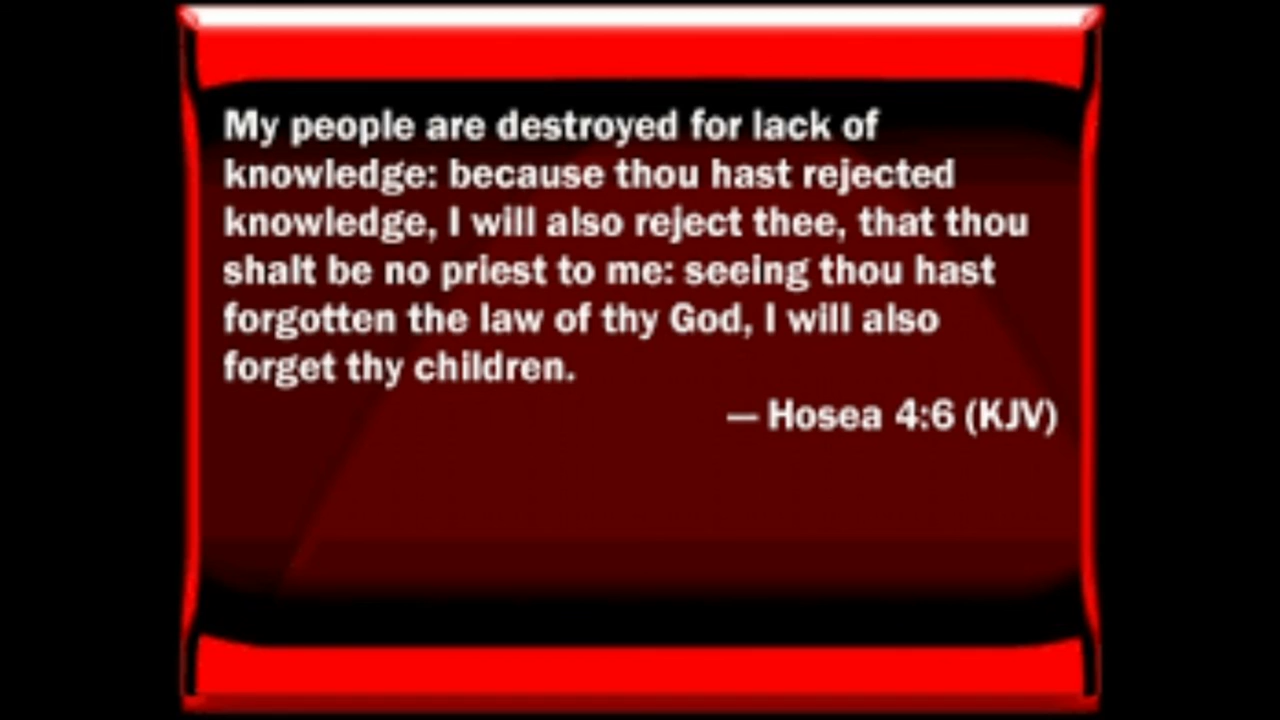 My people are destroyed for lack of
knowledge: because thou hast rejected
knowledge, I will also reject thee, that thou
shalt be no priest to me: seeing thou hast
forgotten the law of thy God, I will also
forget thy children.
— Hosea 4:6 (KJV)